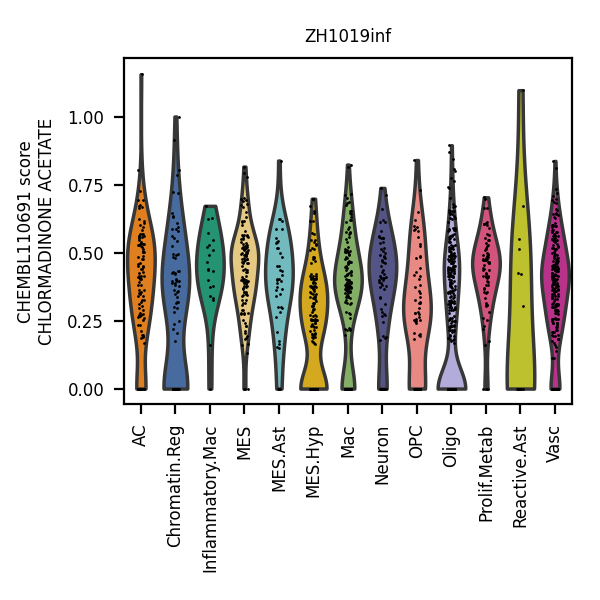 ZH1019inf
CHEMBL110691 score
CHLORMADINONE ACETATE
1.00
0.75
0.50
0.25
0.00
AC
Chromatin.Reg
Inflammatory.Mac
MES
MES.Ast
MES.Hyp
Mac
Neuron
OPC
Oligo
Prolif.Metab
Reactive.Ast
Vasc